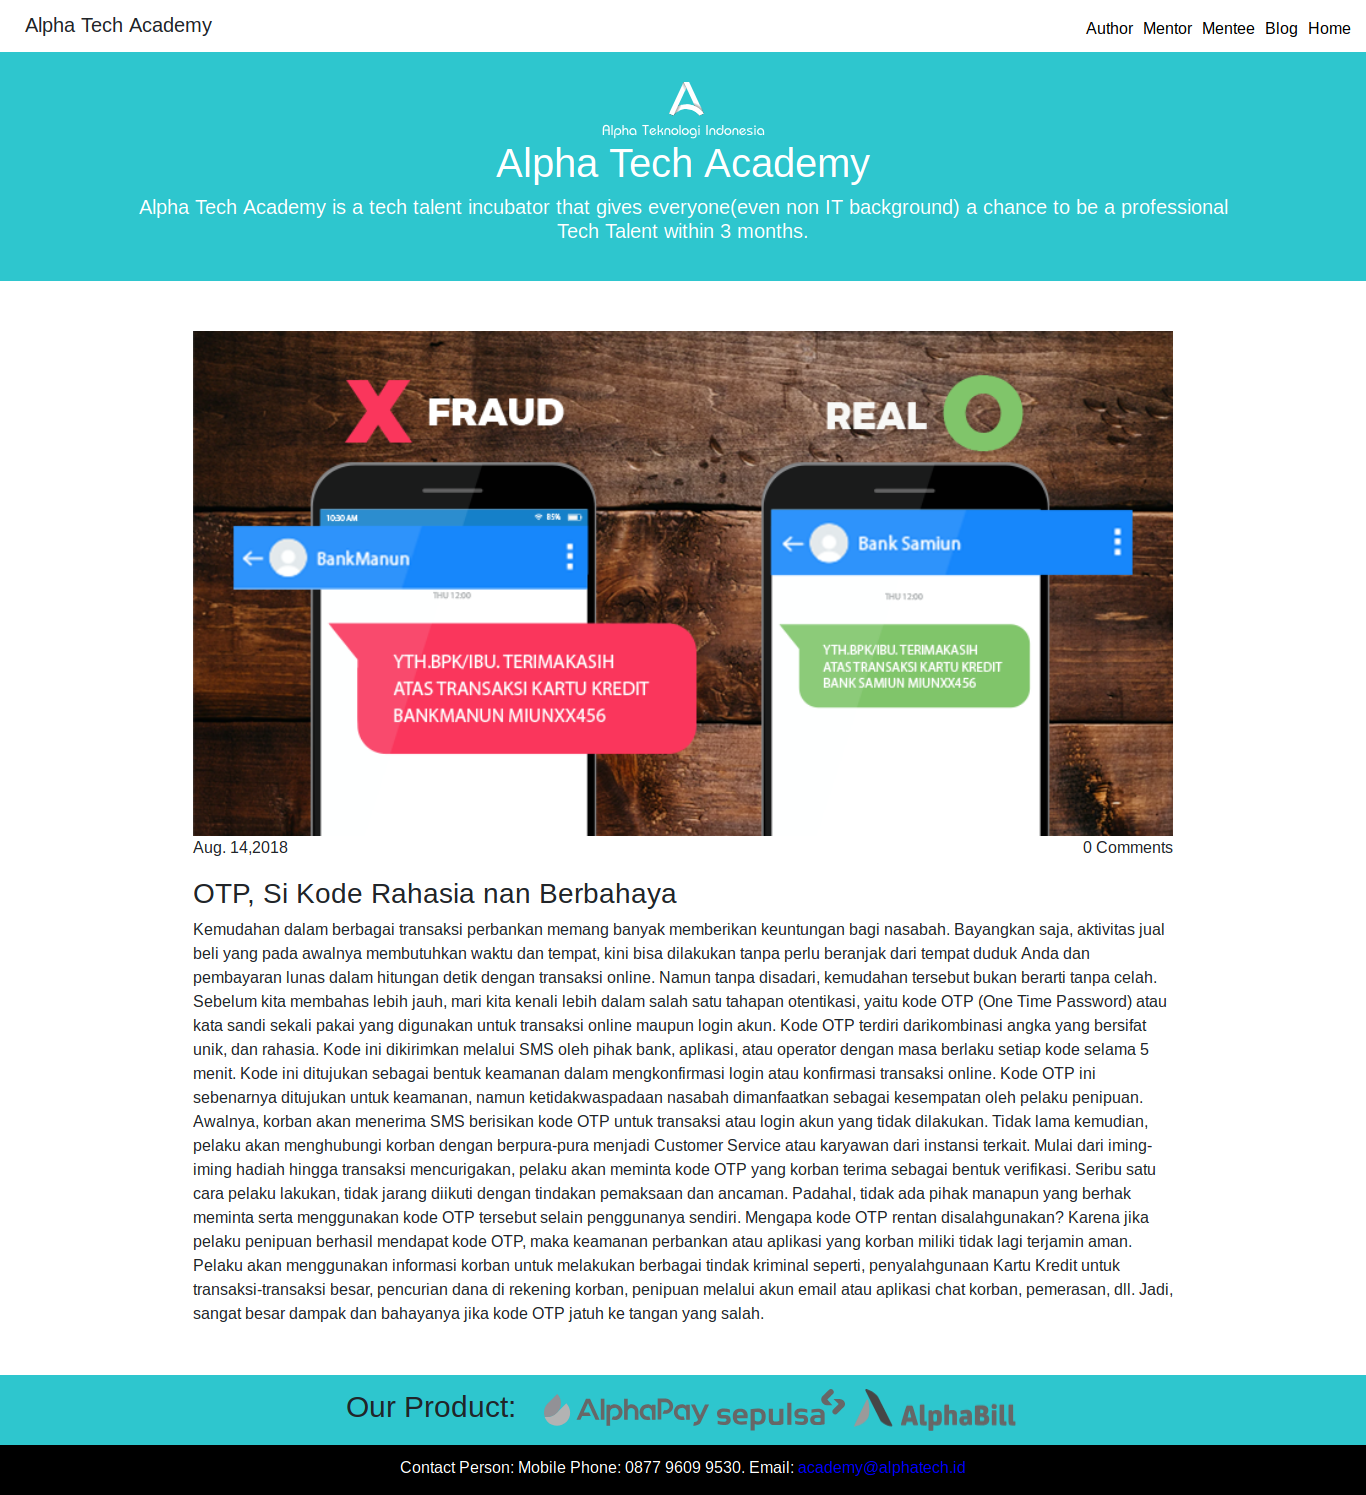 Alpha Tech Academy
Author Mentor Mentee Blog Home
Alpha Teknologi Indonesia
Alpha Tech Academy
Alpha Tech Academy is a tech talent incubator that gives everyone(even non IT background) a chance to be a professional
Tech Talent within 3 months.
X FRAUD
REAL O
10:30 AM 85%
BankManun
THU 12:00
YTH.BPK/IBU. TERIMAKASIH
ATAS TRANSAKSI KARTU KREDIT
BANKMANUN MIUNXX456
Bank Samiun
THU 12:00
YTH.BPK/IBU. TERIMAKASIH
ATAS TRANSAKSI KARTU KREDIT
BANK SAMIUN MIUNXX456
Aug. 14,2018
0 Comments
OTP, Si Kode Rahasia nan Berbahaya
Kemudahan dalam berbagai transaksi perbankan memang banyak memberikan keuntungan bagi nasabah. Bayangkan saja, aktivitas jual
beli yang pada awalnya membutuhkan waktu dan tempat, kini bisa dilakukan tanpa perlu beranjak dari tempat duduk Anda dan
pembayaran lunas dalam hitungan detik dengan transaksi online. Namun tanpa disadari, kemudahan tersebut bukan berarti tanpa celah.
Sebelum kita membahas lebih jauh, mari kita kenali lebih dalam salah satu tahapan otentikasi, yaitu kode OTP (One Time Password) atau
kata sandi sekali pakai yang digunakan untuk transaksi online maupun login akun. Kode OTP terdiri darikombinasi angka yang bersifat
unik, dan rahasia. Kode ini dikirimkan melalui SMS oleh pihak bank, aplikasi, atau operator dengan masa berlaku setiap kode selama 5
menit. Kode ini ditujukan sebagai bentuk keamanan dalam mengkonfirmasi login atau konfirmasi transaksi online. Kode OTP ini
sebenarnya ditujukan untuk keamanan, namun ketidakwaspadaan nasabah dimanfaatkan sebagai kesempatan oleh pelaku penipuan.
Awalnya, korban akan menerima SMS berisikan kode OTP untuk transaksi atau login akun yang tidak dilakukan. Tidak lama kemudian,
pelaku akan menghubungi korban dengan berpura-pura menjadi Customer Service atau karyawan dari instansi terkait. Mulai dari iming-
iming hadiah hingga transaksi mencurigakan, pelaku akan meminta kode OTP yang korban terima sebagai bentuk verifikasi. Seribu satu
cara pelaku lakukan, tidak jarang diikuti dengan tindakan pemaksaan dan ancaman. Padahal, tidak ada pihak manapun yang berhak
meminta serta menggunakan kode OTP tersebut selain penggunanya sendiri. Mengapa kode OTP rentan disalahgunakan? Karena jika
pelaku penipuan berhasil mendapat kode OTP, maka keamanan perbankan atau aplikasi yang korban miliki tidak lagi terjamin aman.
Pelaku akan menggunakan informasi korban untuk melakukan berbagai tindak kriminal seperti, penyalahgunaan Kartu Kredit untuk
transaksi-transaksi besar, pencurian dana di rekening korban, penipuan melalui akun email atau aplikasi chat korban, pemerasan, dll. Jadi,
sangat besar dampak dan bahayanya jika kode OTP jatuh ke tangan yang salah.
Our Product: AlphaPay sepulsa AlphaBill
Contact Person: Mobile Phone: 0877 9609 9530. Email: academy@alphatech.id